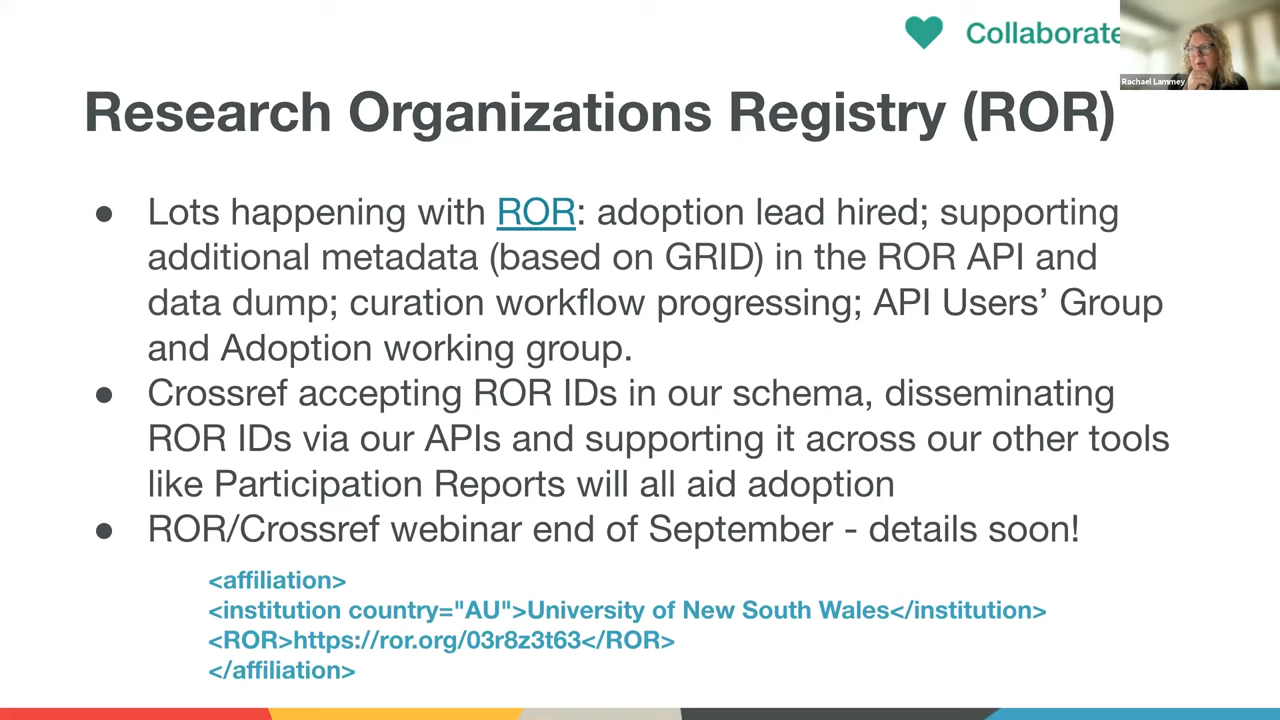 Collaborate
Rachael Lammey
Research Organizations Registry (ROR)
● Lots happening with ROR: adoption lead hired; supporting
additional metadata (based on GRID) in the ROR API and
data dump; curation workflow progressing; API Users’ Group
and Adoption working group.
● Crossref accepting ROR IDs in our schema, disseminating
ROR IDs via our APIs and supporting it across our other tools
like Participation Reports will all aid adoption
● ROR/Crossref webinar end of September - details soon!
<affiliation>
<institution country="AU">University of New South Wales</institution>
<ROR>https://ror.org/03r8z3t63</ROR>
</affiliation>